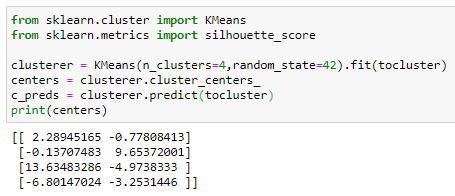 from sklearn.cluster import KMeans
from sklearn.metrics import silhouette_score
clusterer = KMeans(n_clusters=4,random_state=42).fit(tocluster)
centers = clusterer.cluster_centers_
c_preds = clusterer.predict(tocluster)
print(centers)
[[ 2.28945165 -0.77808413]
 [-0.13707483  9.65372001]
 [13.63483286 -4.9738333 ]
 [-6.80147024 -3.2531446 ]]